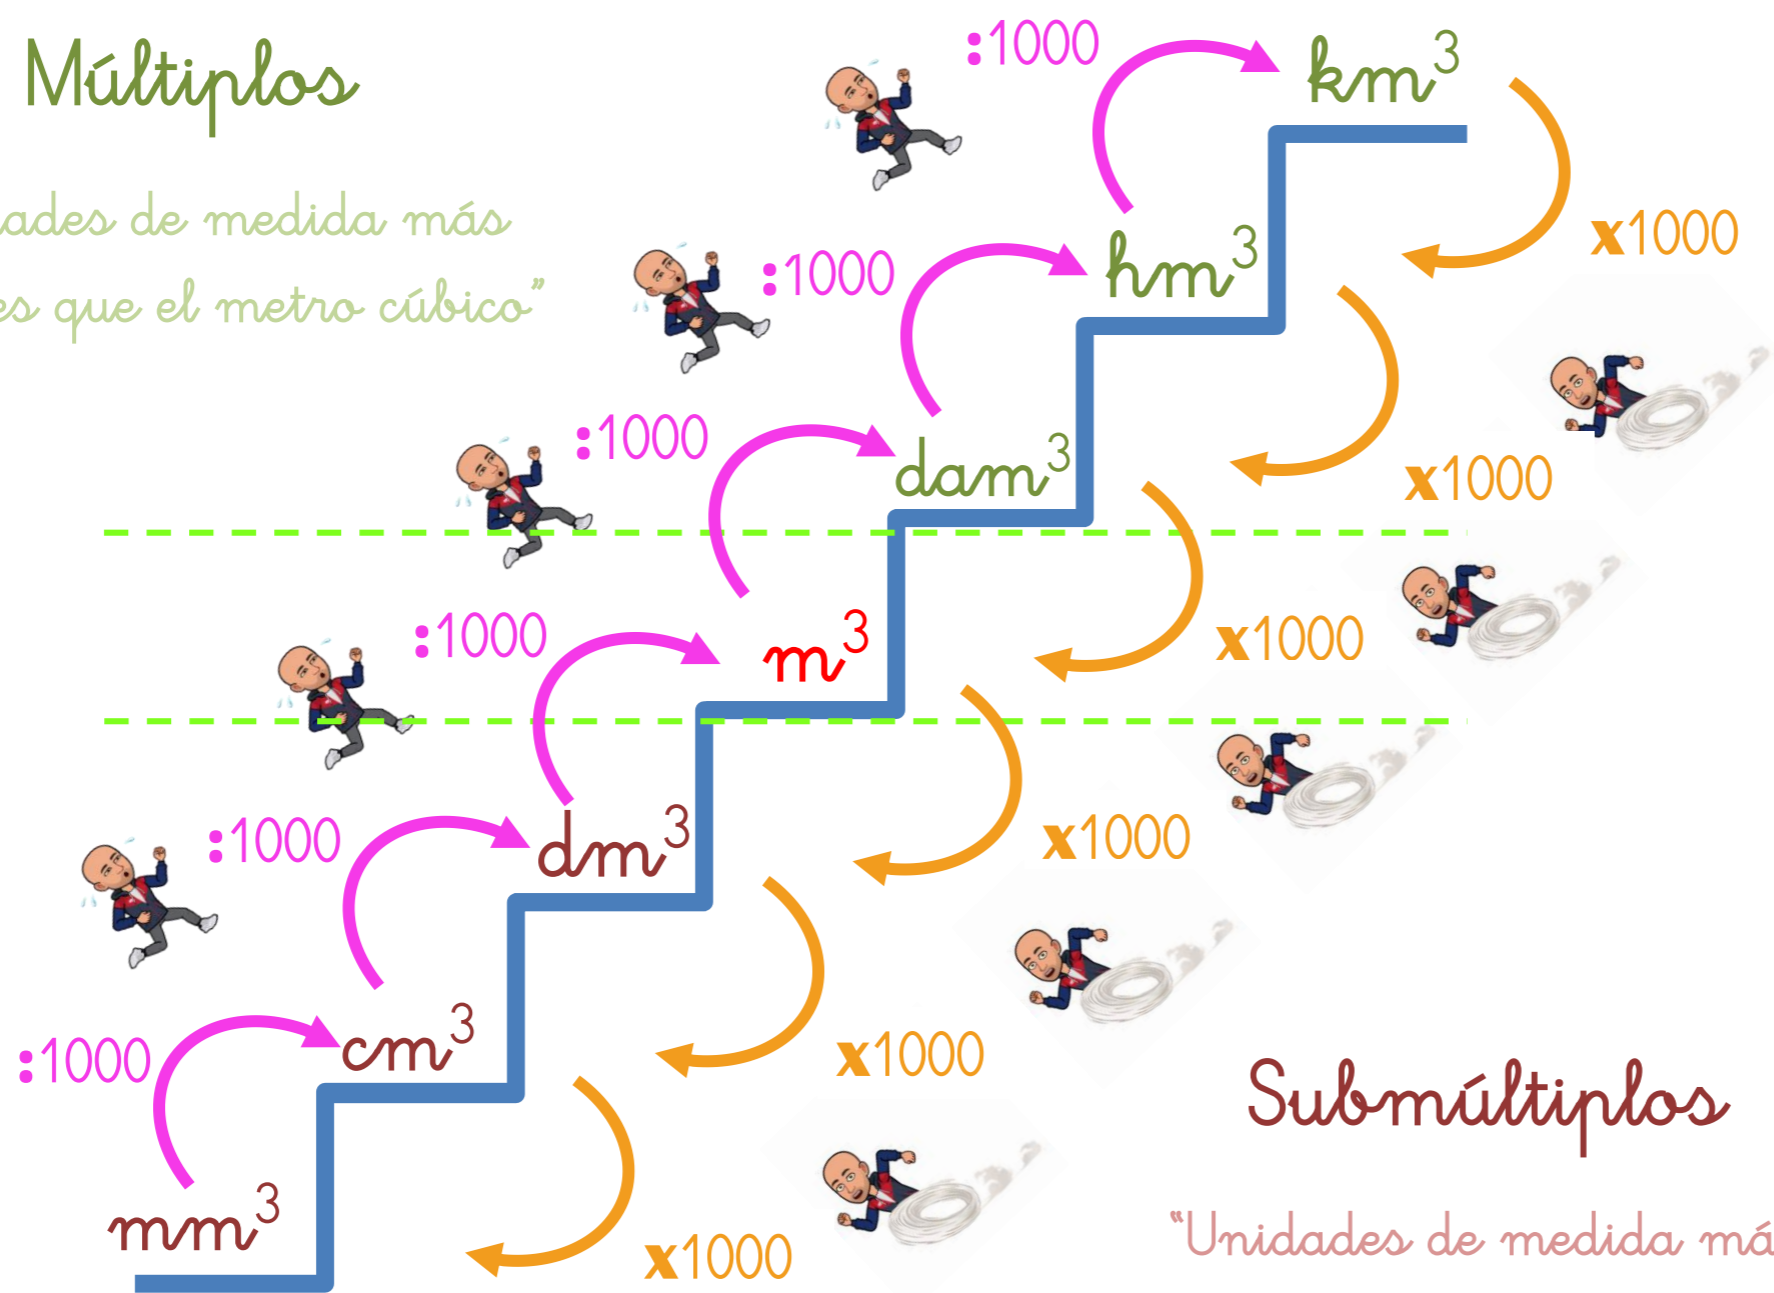 Múltiplos
:1000
km³
x1000
ades de medida más
es que el metro cúbico”
:1000
hm³
x1000
:1000
dam³
x1000
:1000
m³
x1000
:1000
dm³
x1000
:1000
cm³
x1000
mm³
Submúltiplos
“Unidades de medida má